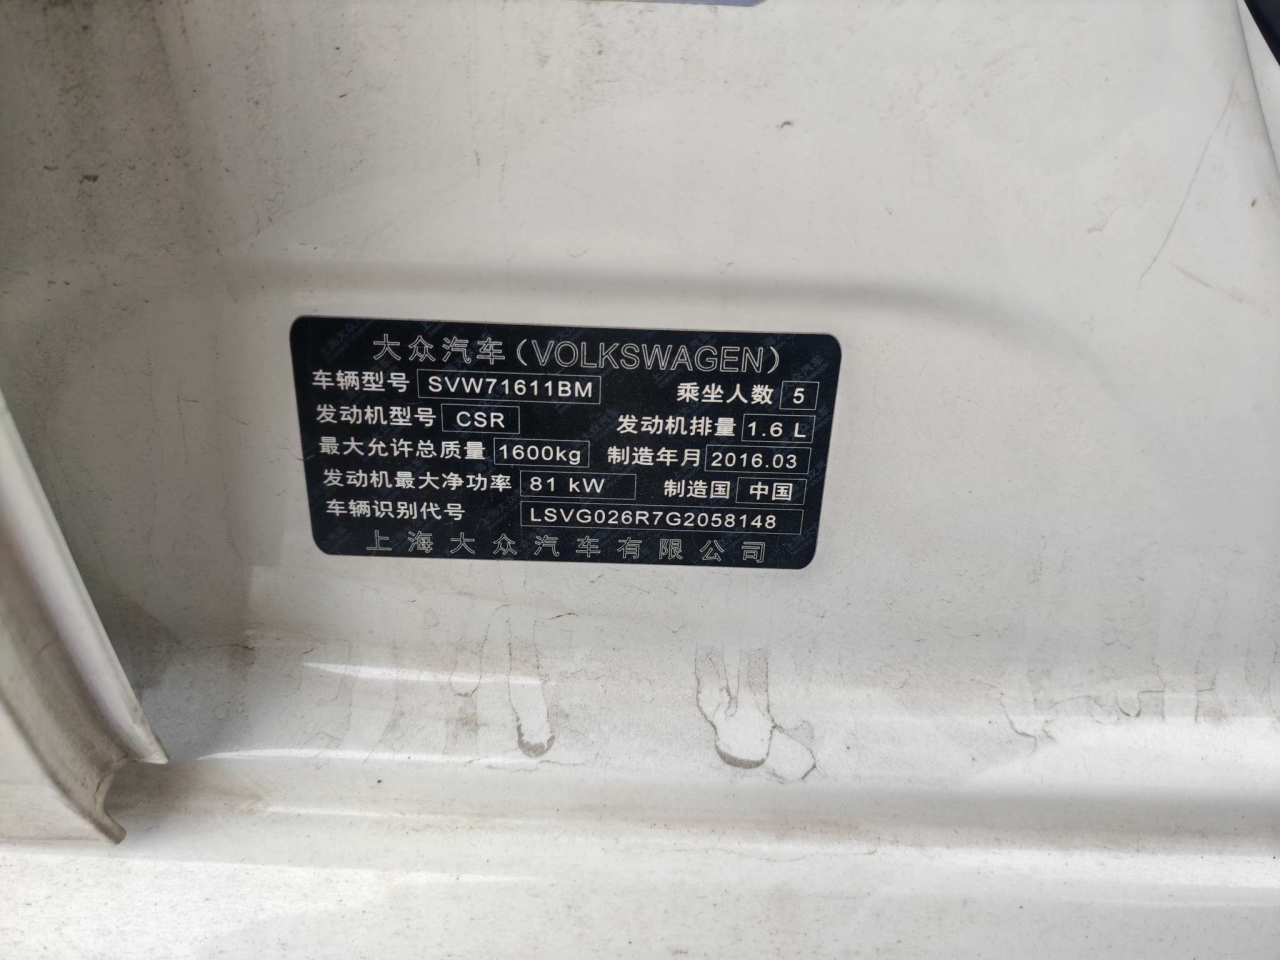 大众汽车(VOLKSWAGEN)
车辆型号 SVW71611BM 乘坐人数 5
发动机型号 CSR 发动机排量 1.6 L
最大允许总质量 1600kg 制造年月 2016.03
发动机最大净功率 81 kW 制造国 中国
车辆识别代号 LSVG026R7G2058148
上海大众汽车有限公司